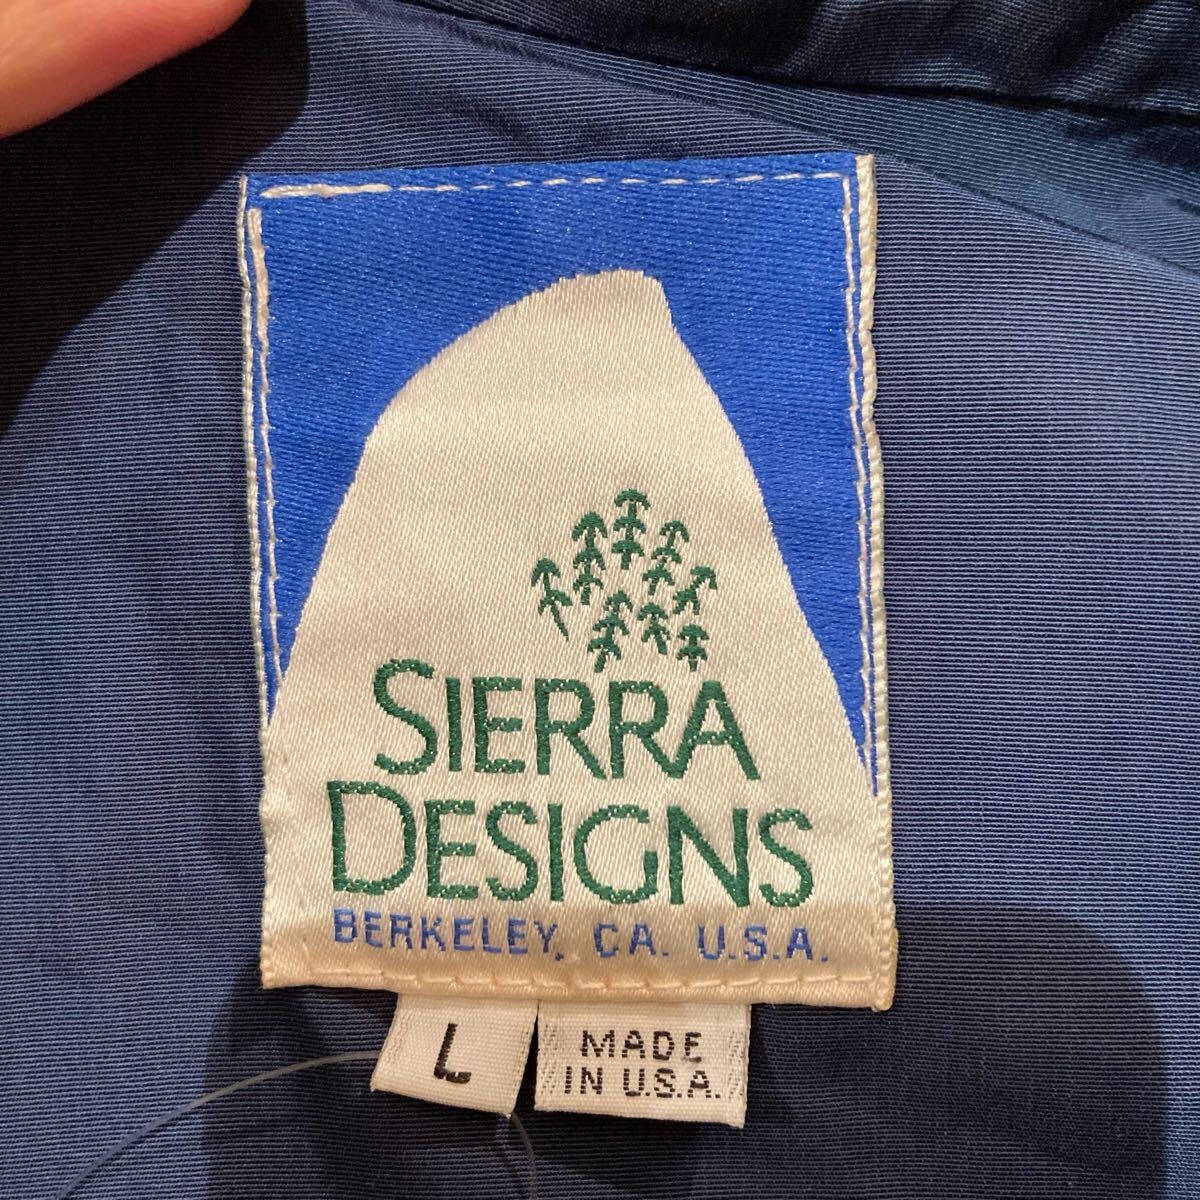 SIERRA
DESIGNS
BERKELEY, CA. U.S.A.
L
MADE
IN U.S.A.